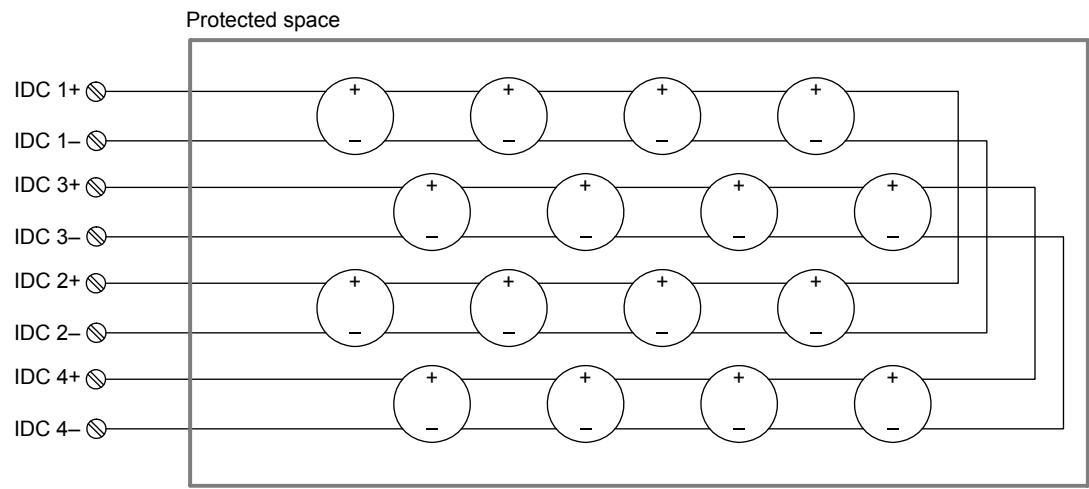 Protected space
IDC 1+
+ + + +
IDC 1–
– – – –
IDC 3+
+ + + +
IDC 3–
– – – –
IDC 2+
+ + + +
IDC 2–
– – – –
IDC 4+
+ + + +
IDC 4–
– – – –